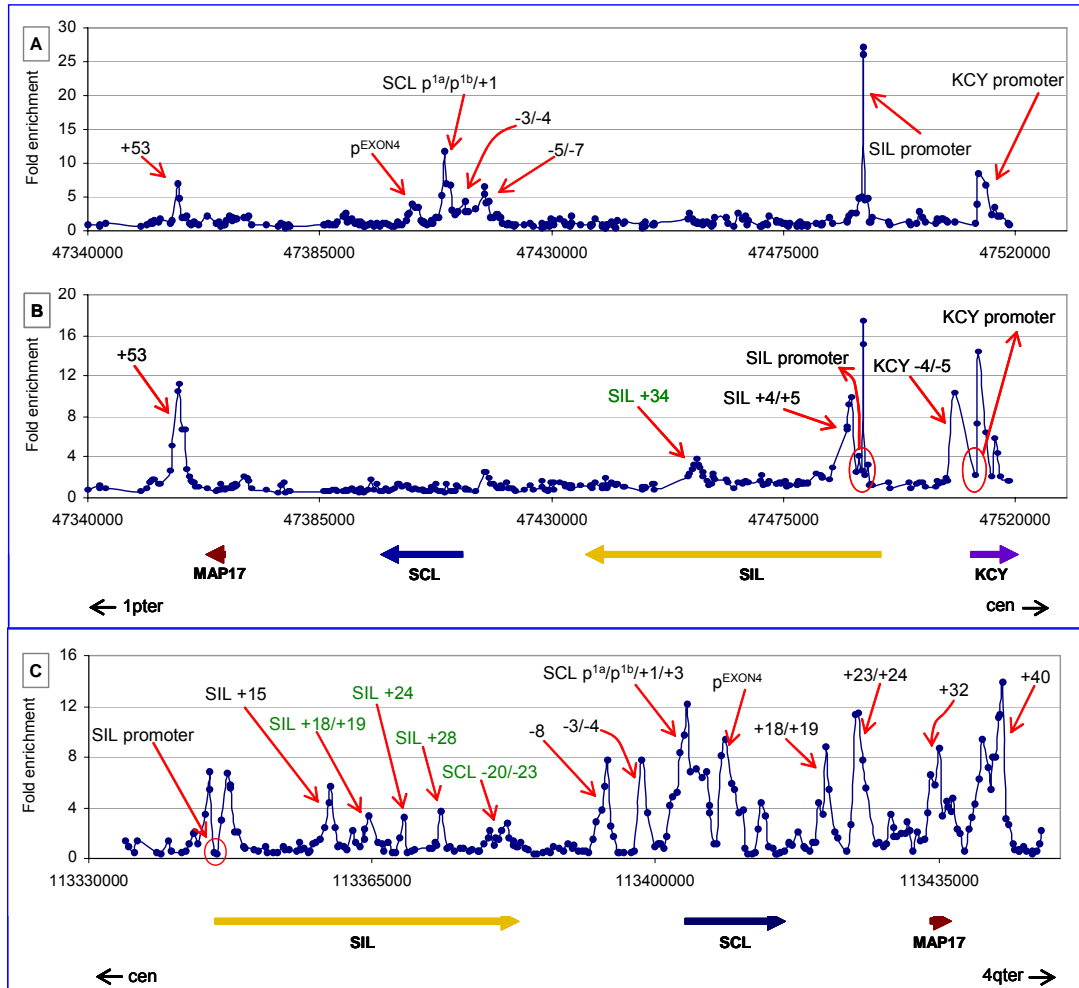 A
Fold enrichment
30
25
20
15
10
5
0
+53
pEXON4
SCL p1a/p1b/+1
-3/-4
-5/-7
SIL promoter
KCY promoter
47340000 47385000 47430000 47475000 47520000
B
Fold enrichment
20
16
12
8
4
0
+53
SIL +34
SIL promoter
SIL +4/+5
KCY -4/-5
KCY promoter
47340000 47385000 47430000 47475000 47520000
MAP17 SCL SIL KCY
1pter cen
C
Fold enrichment
16
12
8
4
0
SIL promoter
SIL +15
SIL +18/+19
SIL +24
SIL +28
SCL -20/-23
-8
-3/-4
SCL p1a/p1b/+1/+3
pEXON4
+18/+19
+23/+24
+32
+40
113330000 113365000 113400000 113435000
SIL SCL MAP17
cen 4qter